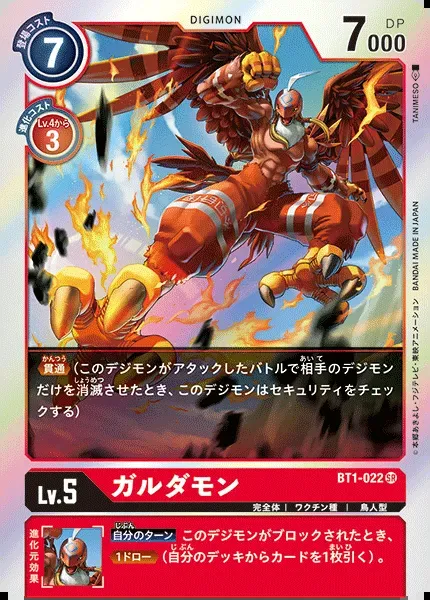 DIGIMON
登場コスト
7
7000
DP
進化コスト
Lv.4から
3
TANIMESO
BANDAI MADE IN JAPAN
©本郷あきよし・フジテレビ・東映アニメーション
貫通 (このデジモンがアタックしたバトルで相手のデジモン
だけを消滅させたとき、このデジモンはセキュリティをチェッ
クする)
BT1-022 SR
Lv.5
ガルダモン
完全体 | ワクチン種 | 鳥人型
進化元効果
自分のターン このデジモンがブロックされたとき、
1ドロー (自分のデッキからカードを1枚引く)。